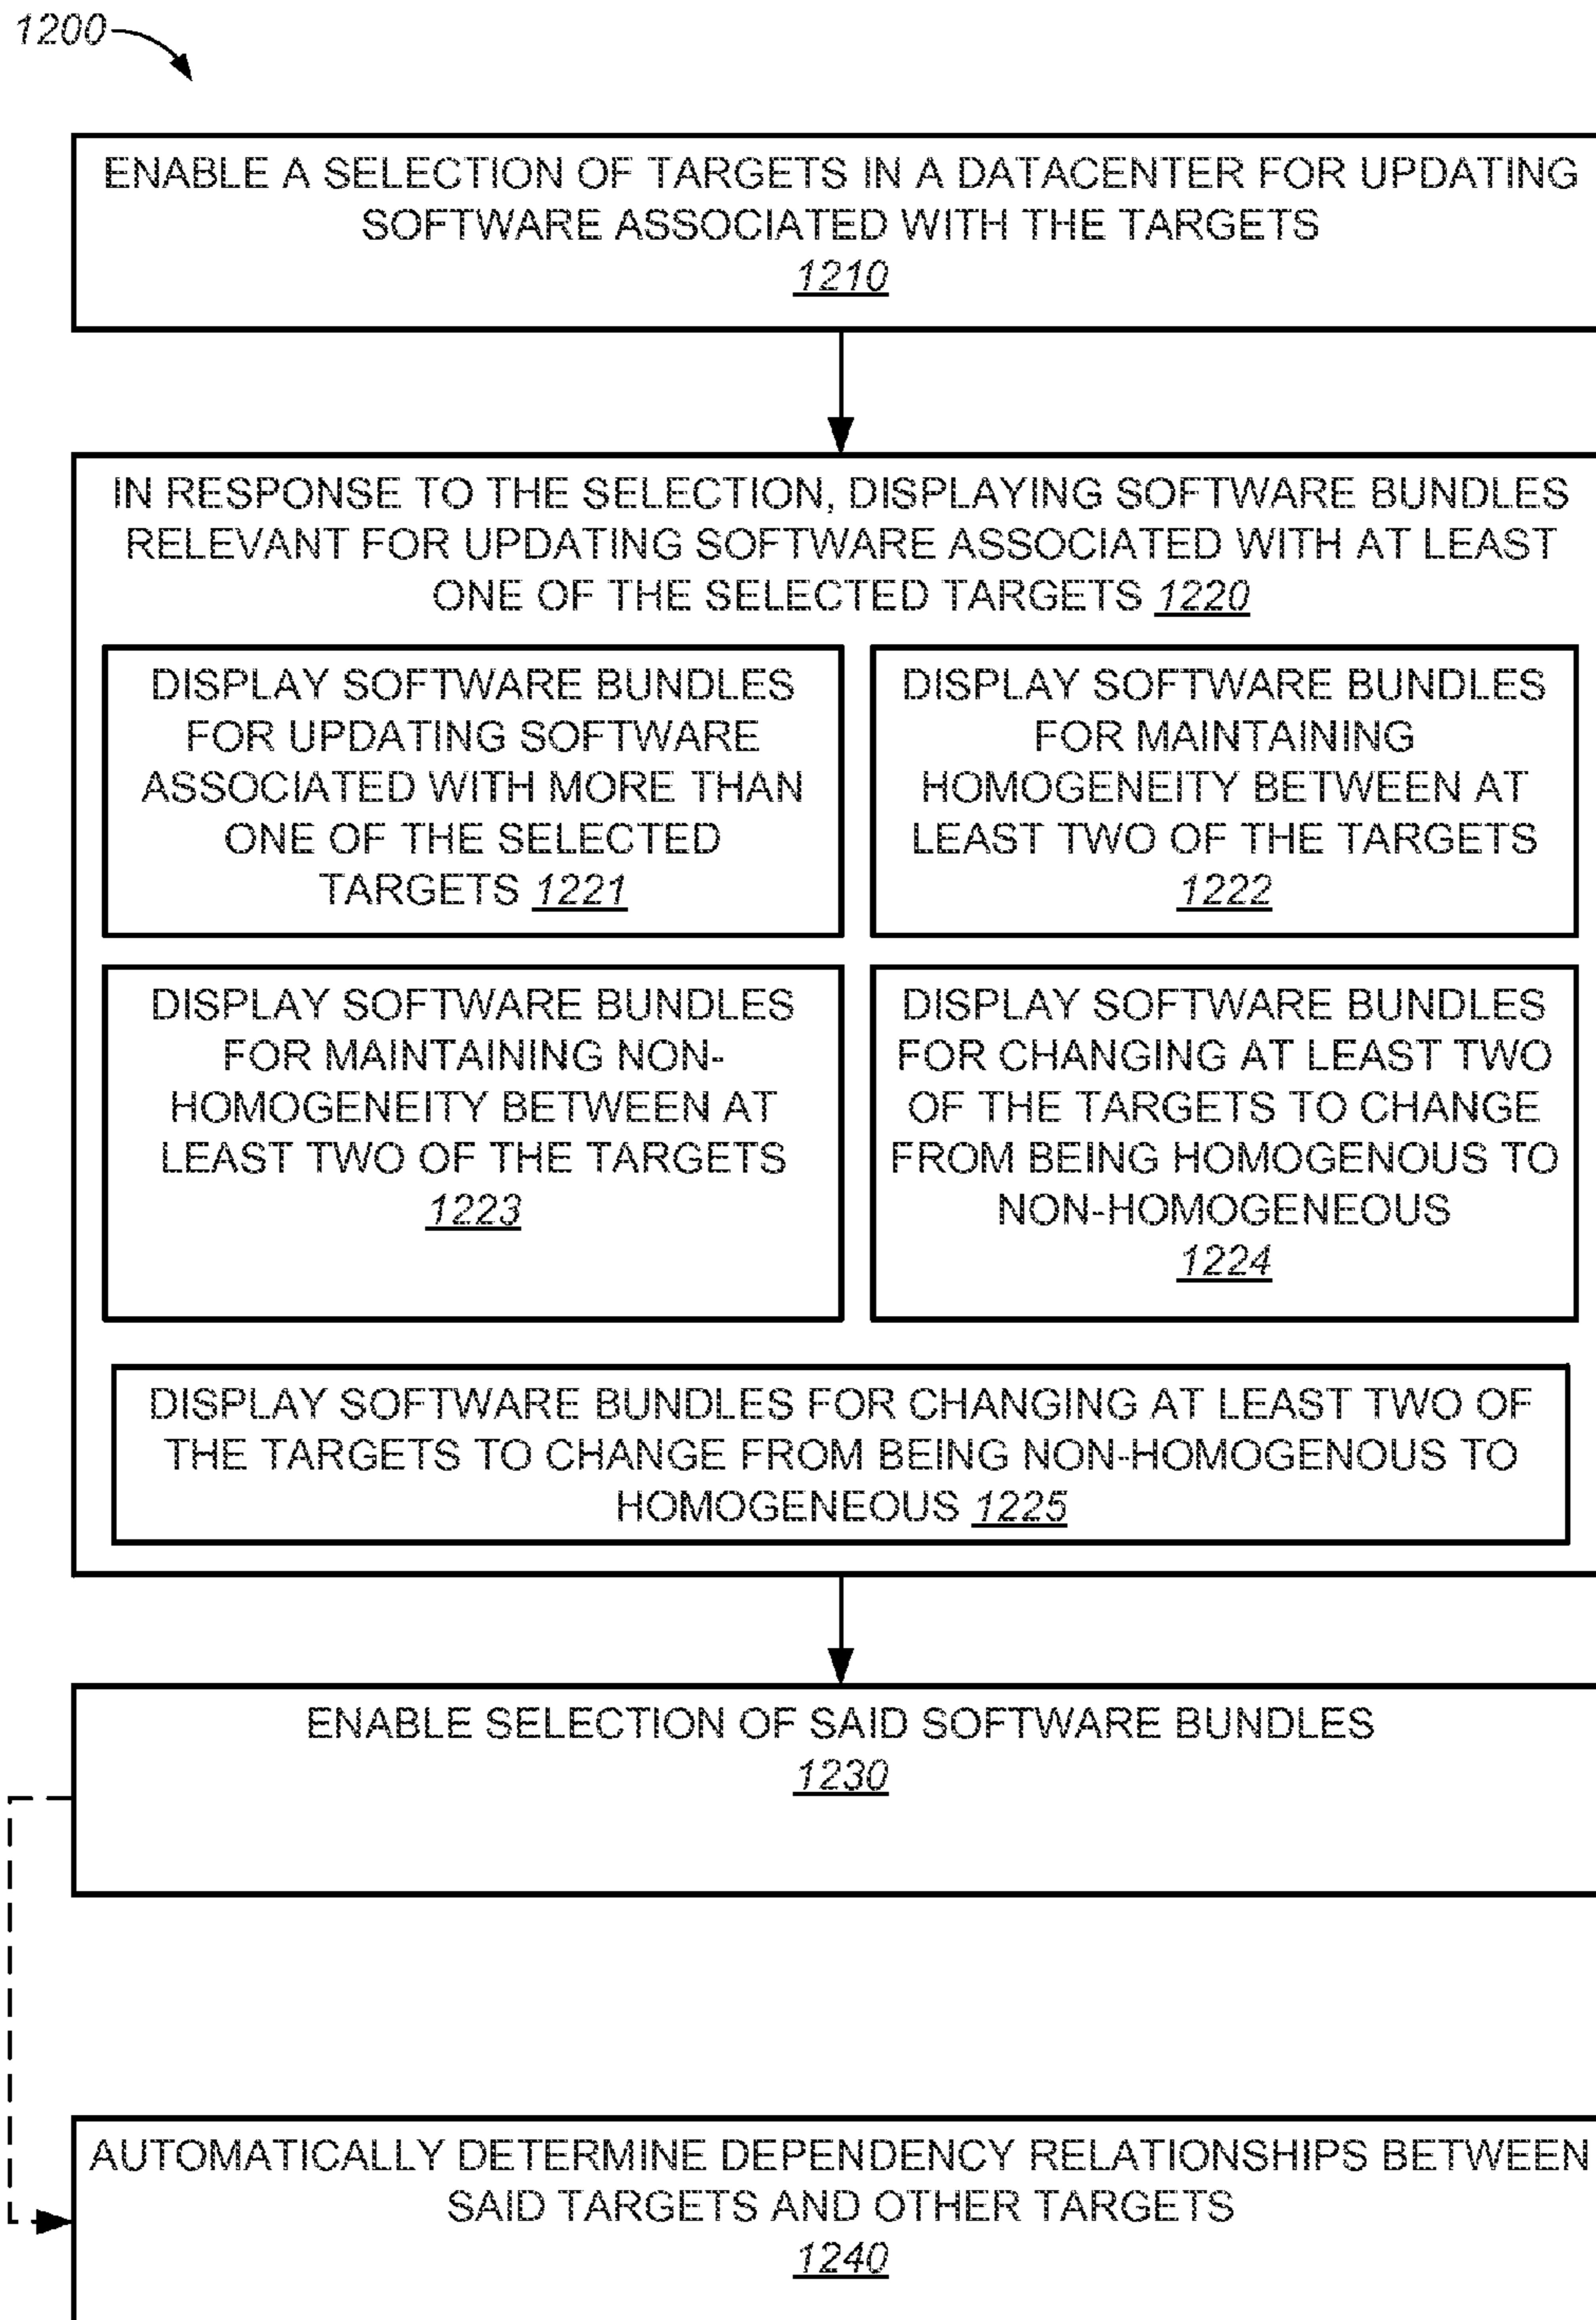 1200
ENABLE A SELECTION OF TARGETS IN A DATACENTER FOR UPDATING
SOFTWARE ASSOCIATED WITH THE TARGETS
1210
IN RESPONSE TO THE SELECTION, DISPLAYING SOFTWARE BUNDLES
RELEVANT FOR UPDATING SOFTWARE ASSOCIATED WITH AT LEAST
ONE OF THE SELECTED TARGETS 1220
DISPLAY SOFTWARE BUNDLES
FOR UPDATING SOFTWARE
ASSOCIATED WITH MORE THAN
ONE OF THE SELECTED
TARGETS 1221
DISPLAY SOFTWARE BUNDLES
FOR MAINTAINING
HOMOGENEITY BETWEEN AT
LEAST TWO OF THE TARGETS
1222
DISPLAY SOFTWARE BUNDLES
FOR MAINTAINING NON-
HOMOGENEITY BETWEEN AT
LEAST TWO OF THE TARGETS
1223
DISPLAY SOFTWARE BUNDLES
FOR CHANGING AT LEAST TWO
OF THE TARGETS TO CHANGE
FROM BEING HOMOGENOUS TO
NON-HOMOGENEOUS
1224
DISPLAY SOFTWARE BUNDLES FOR CHANGING AT LEAST TWO OF
THE TARGETS TO CHANGE FROM BEING NON-HOMOGENOUS TO
HOMOGENEOUS 1225
ENABLE SELECTION OF SAID SOFTWARE BUNDLES
1230
AUTOMATICALLY DETERMINE DEPENDENCY RELATIONSHIPS BETWEEN
SAID TARGETS AND OTHER TARGETS
1240